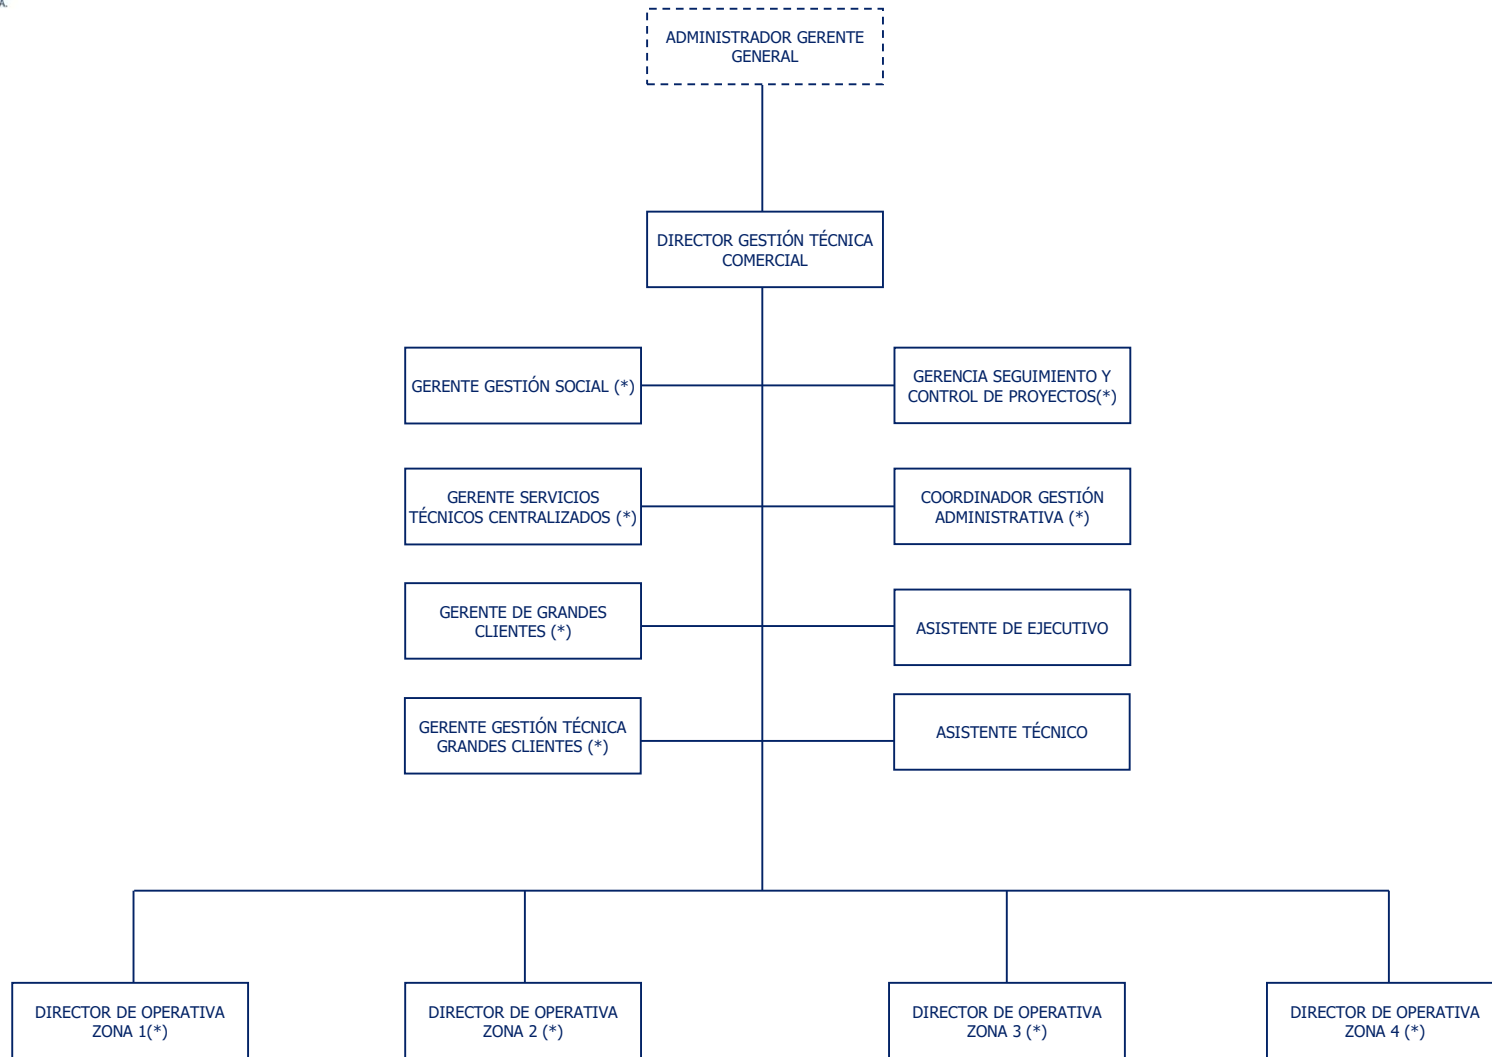 ADMINISTRADOR GERENTE
GENERAL
DIRECTOR GESTIÓN TÉCNICA
COMERCIAL
GERENTE GESTIÓN SOCIAL (*)
GERENCIA SEGUIMIENTO Y
CONTROL DE PROYECTOS(*)
GERENTE SERVICIOS
TÉCNICOS CENTRALIZADOS (*)
COORDINADOR GESTIÓN
ADMINISTRATIVA (*)
GERENTE DE GRANDES
CLIENTES (*)
ASISTENTE DE EJECUTIVO
GERENTE GESTIÓN TÉCNICA
GRANDES CLIENTES (*)
ASISTENTE TÉCNICO
DIRECTOR DE OPERATIVA
ZONA 1(*)
DIRECTOR DE OPERATIVA
ZONA 2 (*)
DIRECTOR DE OPERATIVA
ZONA 3 (*)
DIRECTOR DE OPERATIVA
ZONA 4 (*)